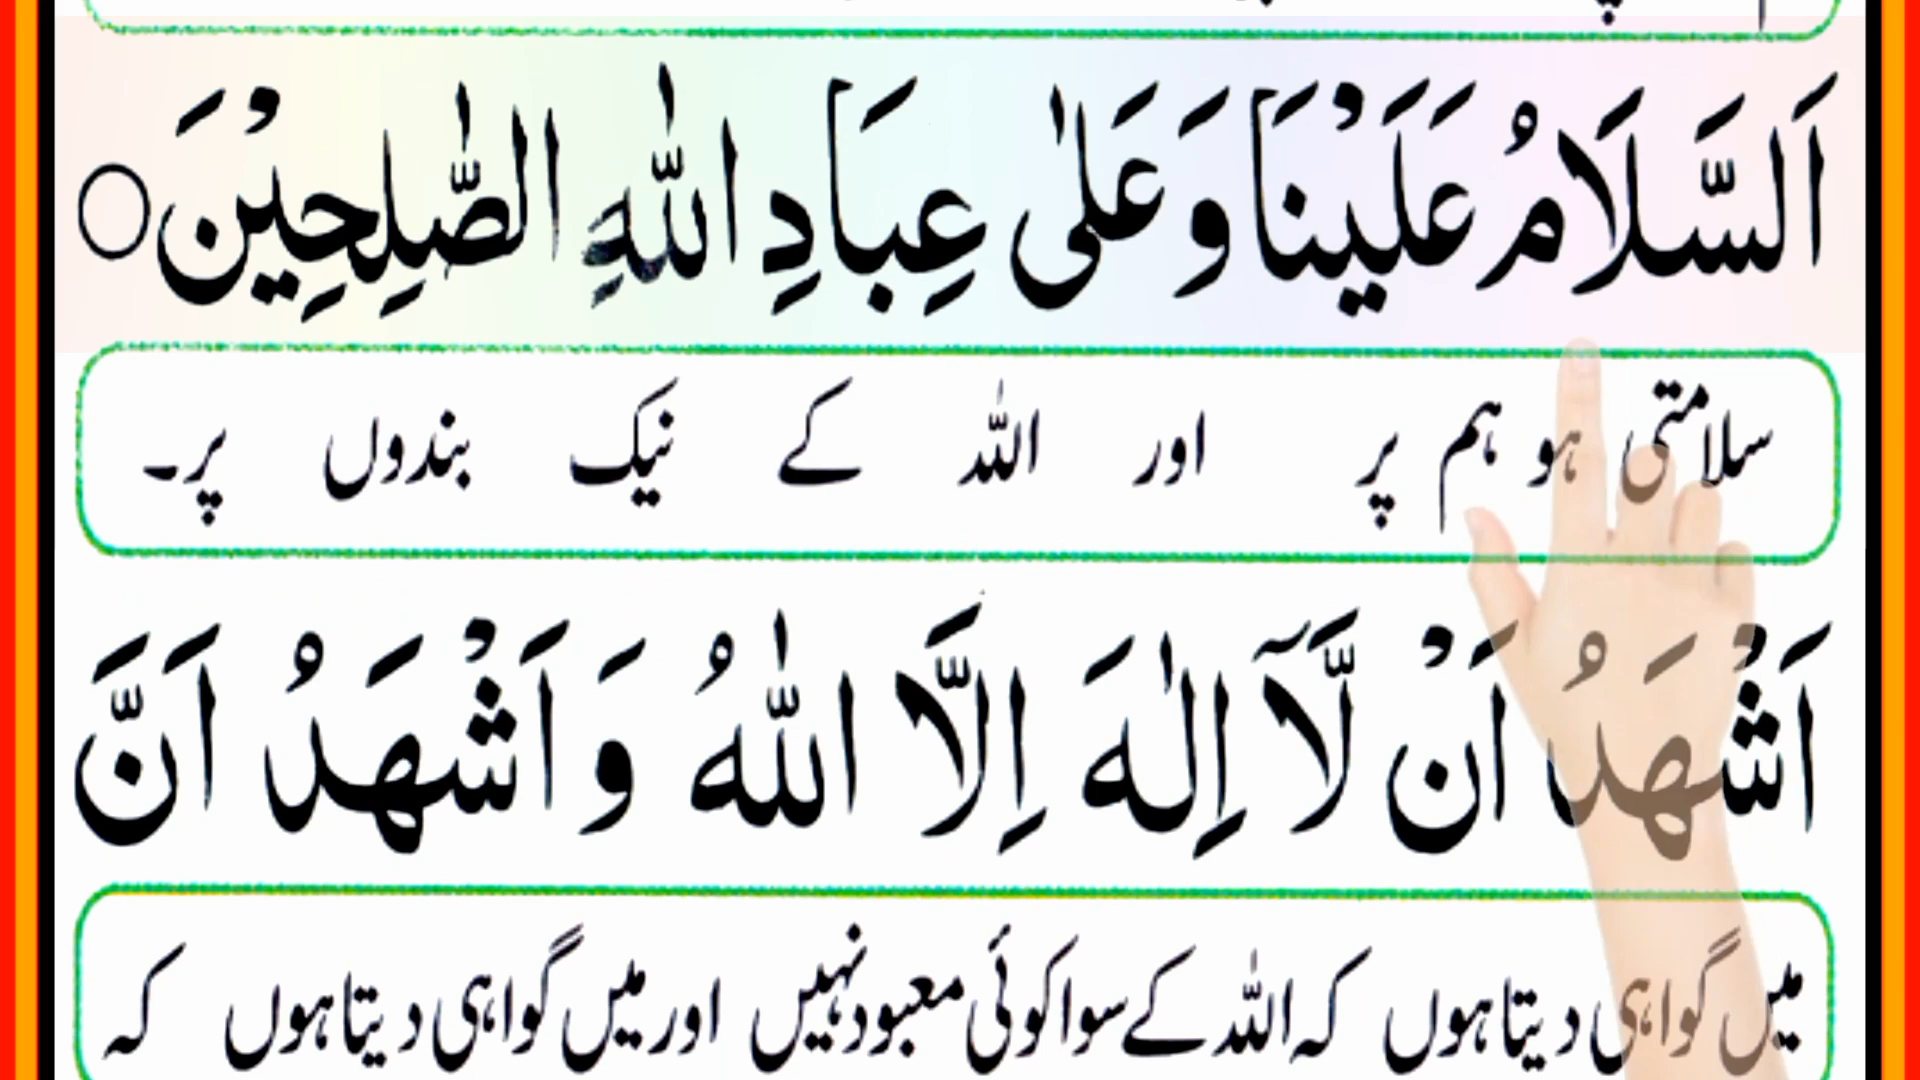 اَلسَّلَامُ عَلَيْنَا وَعَلٰى عِبَادِ اللّٰهِ الصّٰلِحِيْنَ○
سلامتی ہو ہم پر اور اللہ کے نیک بندوں پر۔
اَشْهَدُ اَنْ لَّآ اِلٰهَ اِلَّا اللّٰهُ وَاَشْهَدُ اَنَّ
میں گواہی دیتا ہوں کہ اللہ کے سوا کوئی معبود نہیں اور میں گواہی دیتا ہوں کہ